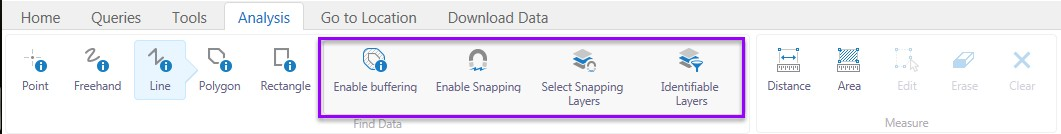 Home Queries Tools Analysis Go to Location Download Data
Point Freehand Line Polygon Rectangle Enable buffering Enable Snapping Select Snapping Identifiable Distance Area Edit Erase Clear
Layers Layers
Find Data Measure